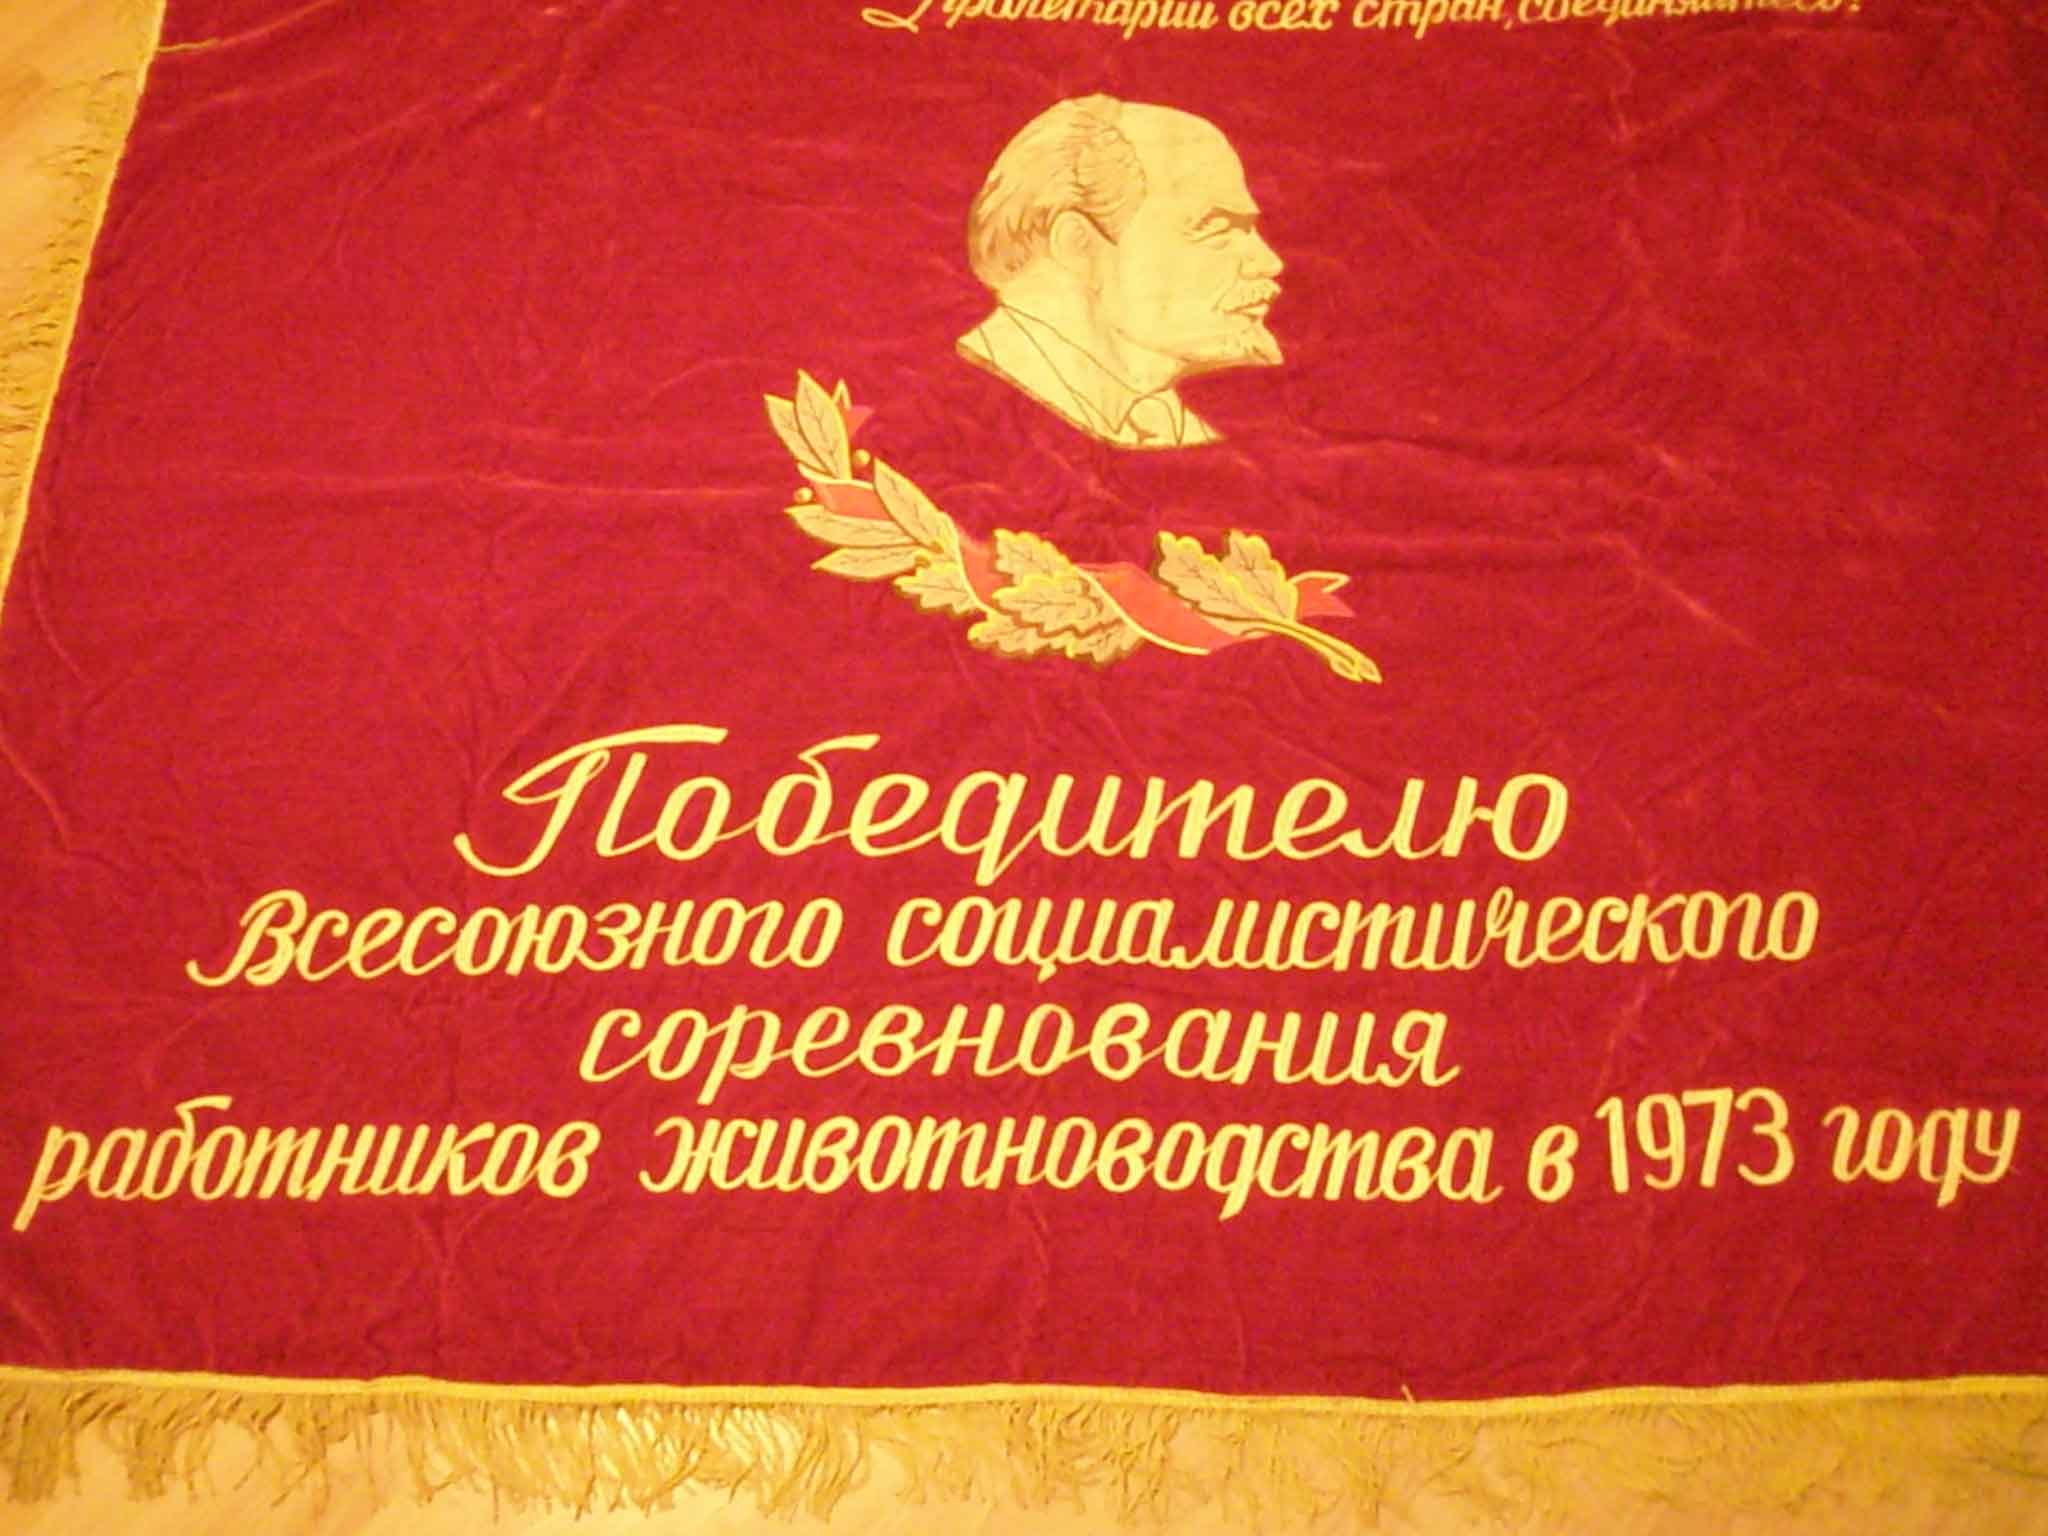 Пролетарии всех стран, соединяйтесь!
Победителю
Всесоюзного социалистического
соревнования
работников животноводства в 1973 году